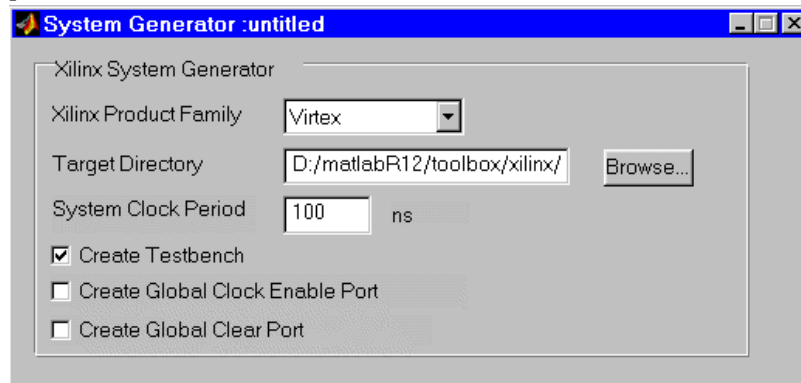 System Generator :untitled
Xilinx System Generator
Xilinx Product Family Virtex
Target Directory D:/matlabR12/toolbox/xilinx/ Browse...
System Clock Period 100 ns
Create Testbench
Create Global Clock Enable Port
Create Global Clear Port